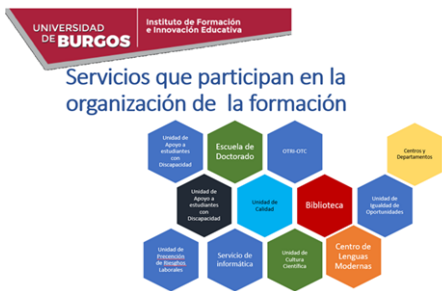 UNIVERSIDAD
DE BURGOS
Instituto de Formación
e Innovación Educativa
Servicios que participan en la
organización de la formación
Unidad de
Apoyo a
estudiantes
con
Discapacidad
Escuela de
Doctorado
OTRI-OTC
Centros y
Departamentos
Unidad de
Apoyo a
estudiantes
con
Discapacidad
Unidad
de Calidad
Biblioteca
Unidad de
Igualdad de
Oportunidades
Unidad de
Prevención
de Riesgos
Laborales
Servicio de
informática
Unidad de
Cultura
Científica
Centro de
Lenguas
Modernas